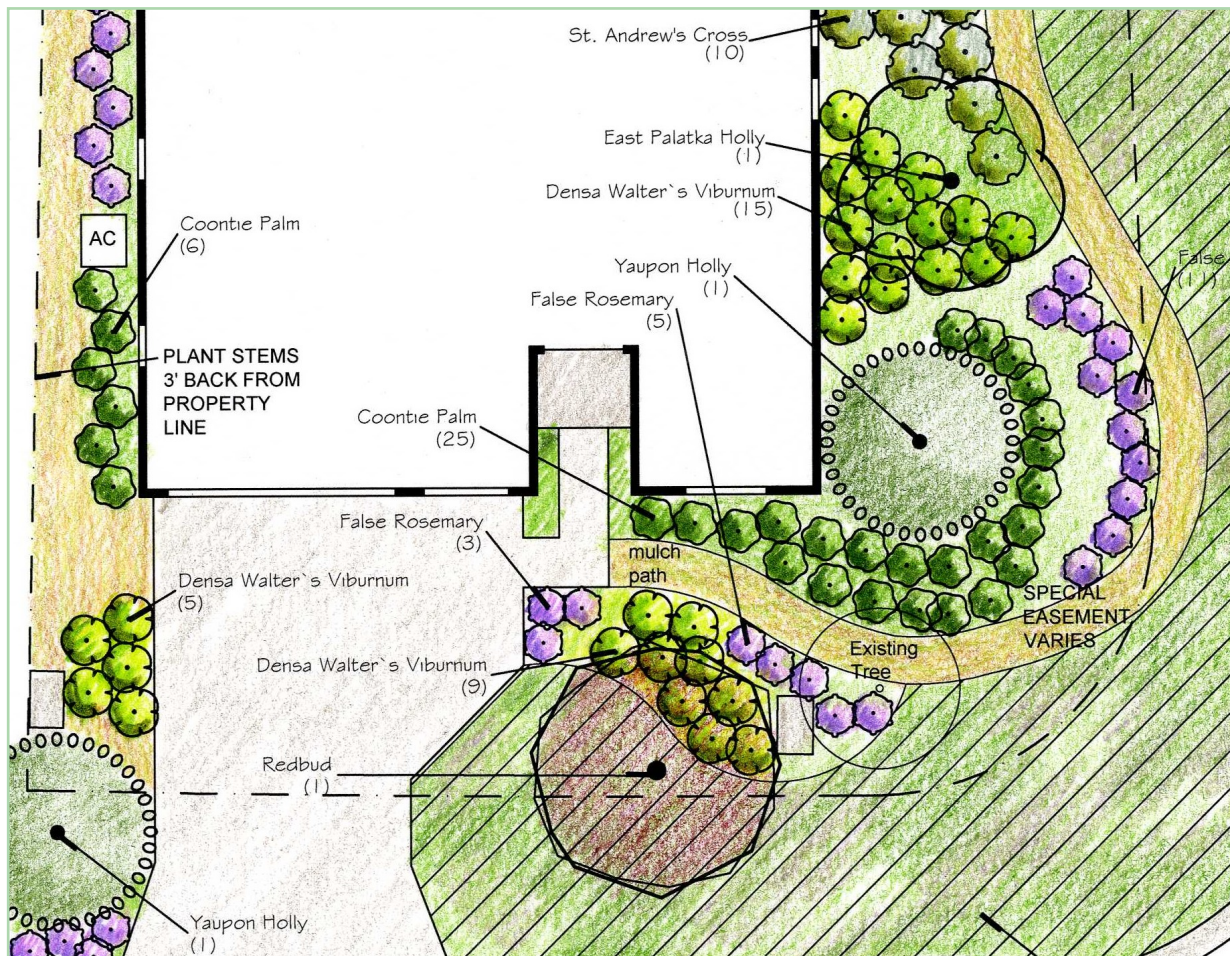 St. Andrew's Cross
(10)
East Palatka Holly
(1)
Densa Walter`s Viburnum
(15)
AC
Coontie Palm
(6)
Yaupon Holly
(1)
False
(11)
False Rosemary
(5)
PLANT STEMS
3' BACK FROM
PROPERTY
LINE
Coontie Palm
(25)
False Rosemary
(3)
mulch
path
Densa Walter`s Viburnum
(5)
SPECIAL
EASEMENT
VARIES
Existing
Tree
Densa Walter`s Viburnum
(9)
Redbud
(1)
Yaupon Holly
(1)